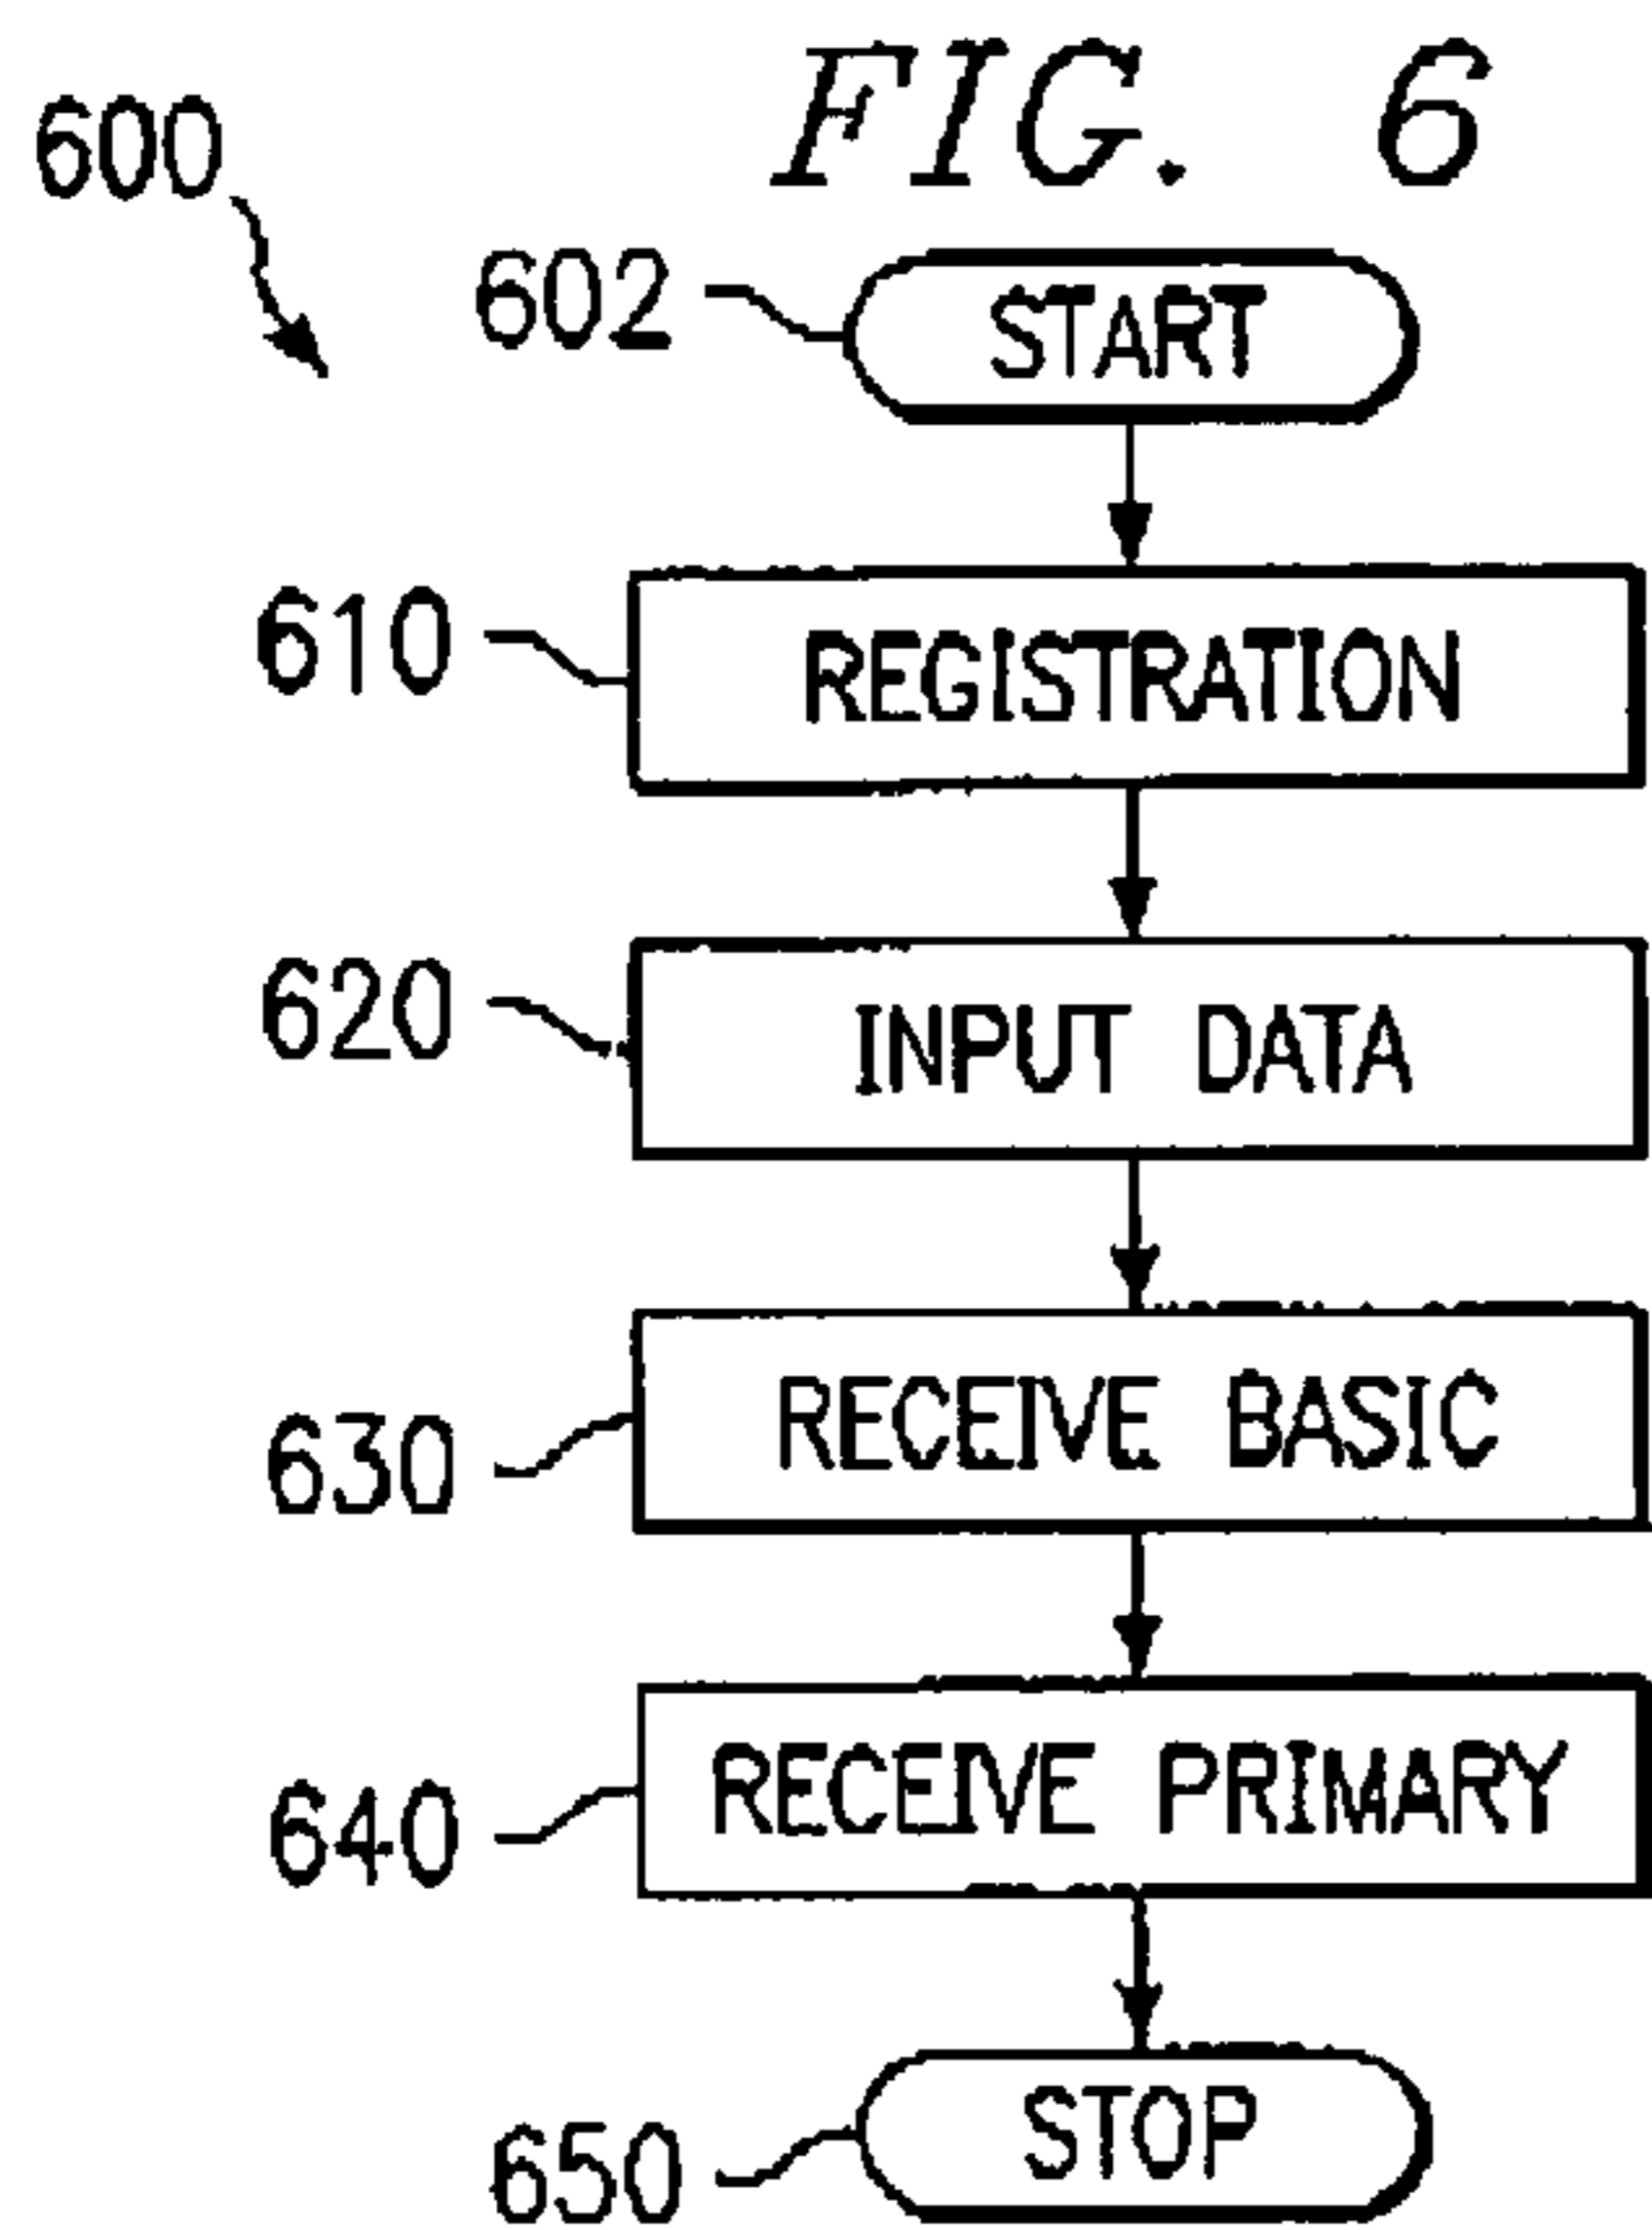 FIG. 6
600
602 START
610 REGISTRATION
620 INPUT DATA
630 RECEIVE BASIC
640 RECEIVE PRIMARY
650 STOP